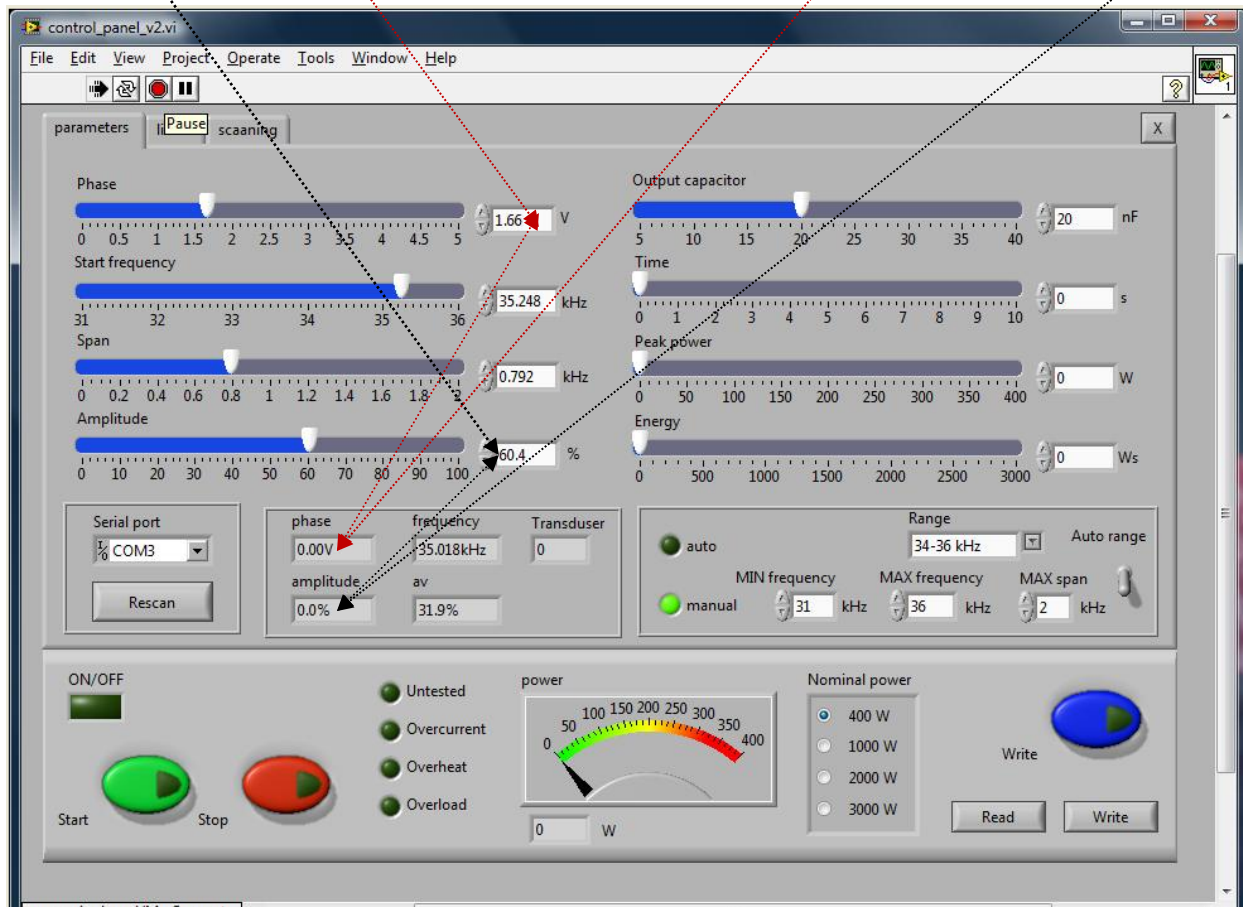 control_panel_v2.vi
File Edit View Project Operate Tools Window Help
1
parameters scaaning X
Pause
Phase
1.66 V
0 0.5 1 1.5 2 2.5 3 3.5 4 4.5 5
Start frequency
35.248 kHz
31 32 33 34 35 36
Span
0.792 kHz
0 0.2 0.4 0.6 0.8 1 1.2 1.4 1.6 1.8 2
Amplitude
60.4 %
0 10 20 30 40 50 60 70 80 90 100
Output capacitor
20 nF
5 10 15 20 25 30 35 40
Time
0 s
0 1 2 3 4 5 6 7 8 9 10
Peak power
0 W
0 50 100 150 200 250 300 350 400
Energy
0 Ws
0 500 1000 1500 2000 2500 3000
Serial port
COM3
Rescan
phase frequency Transduser
0.00V 35.018kHz 0
amplitude av
0.0% 31.9%
auto
manual
Range
34-36 kHz
Auto range
MIN frequency MAX frequency MAX span
31 kHz 36 kHz 2 kHz
ON/OFF
Start Stop
Untested
Overcurrent
Overheat
Overload
power
0 50 100 150 200 250 300 350 400
0 W
Nominal power
400 W
1000 W
2000 W
3000 W
Write
Read Write